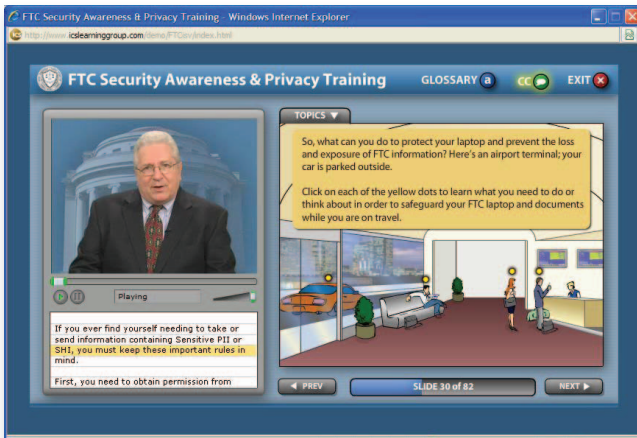 FTC Security Awareness & Privacy Training - Windows Internet Explorer
http://www.icslearninggroup.com/demo/FTCisv/index.html
FTC Security Awareness & Privacy Training
GLOSSARY a
CC
EXIT
TOPICS
So, what can you do to protect your laptop and prevent the loss
and exposure of FTC information? Here's an airport terminal; your
car is parked outside.
Click on each of the yellow dots to learn what you need to do or
think about in order to safeguard your FTC laptop and documents
while you are on travel.
Playing
If you ever find yourself needing to take or
send information containing Sensitive PII or
SHI, you must keep these important rules in
mind.
First, you need to obtain permission from
PREV
SLIDE 30 of 82
NEXT